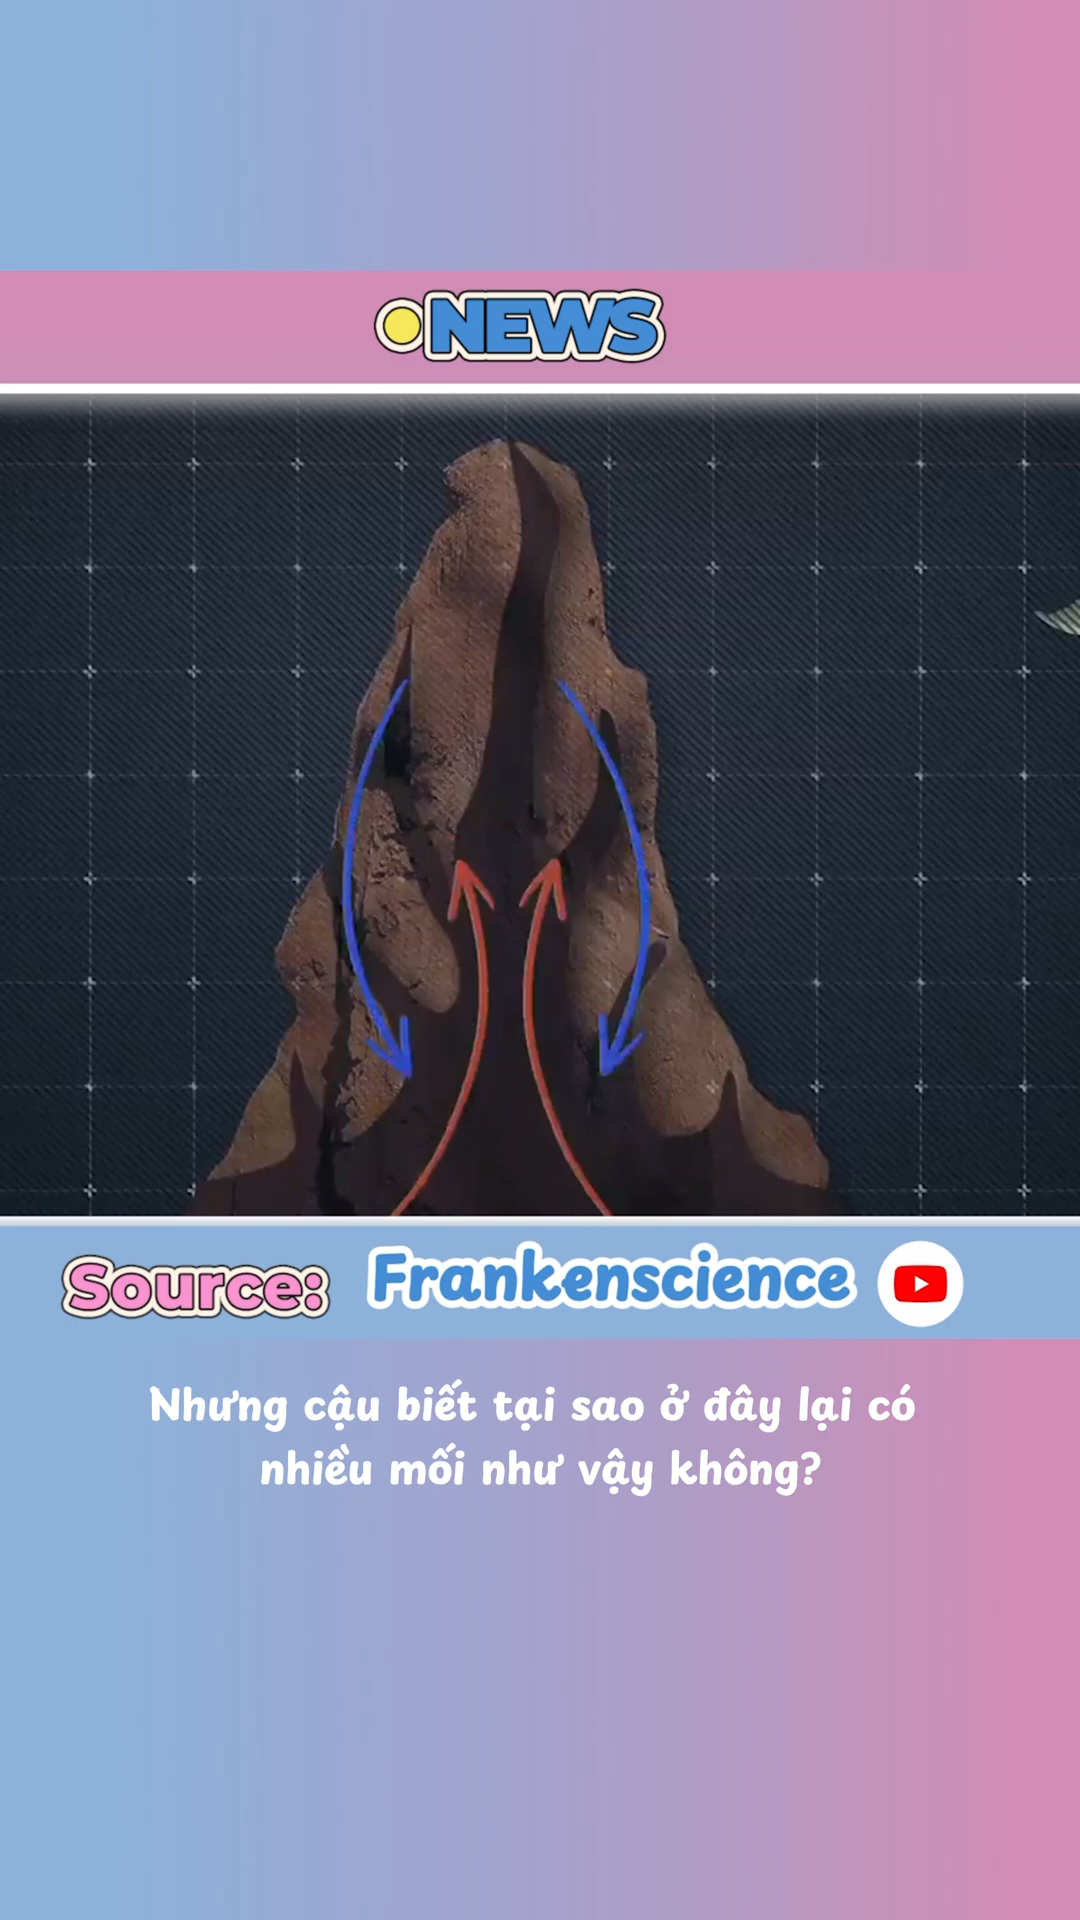 NEWS
Source: Frankenscience
Nhưng cậu biết tại sao ở đây lại có
nhiều mối như vậy không?